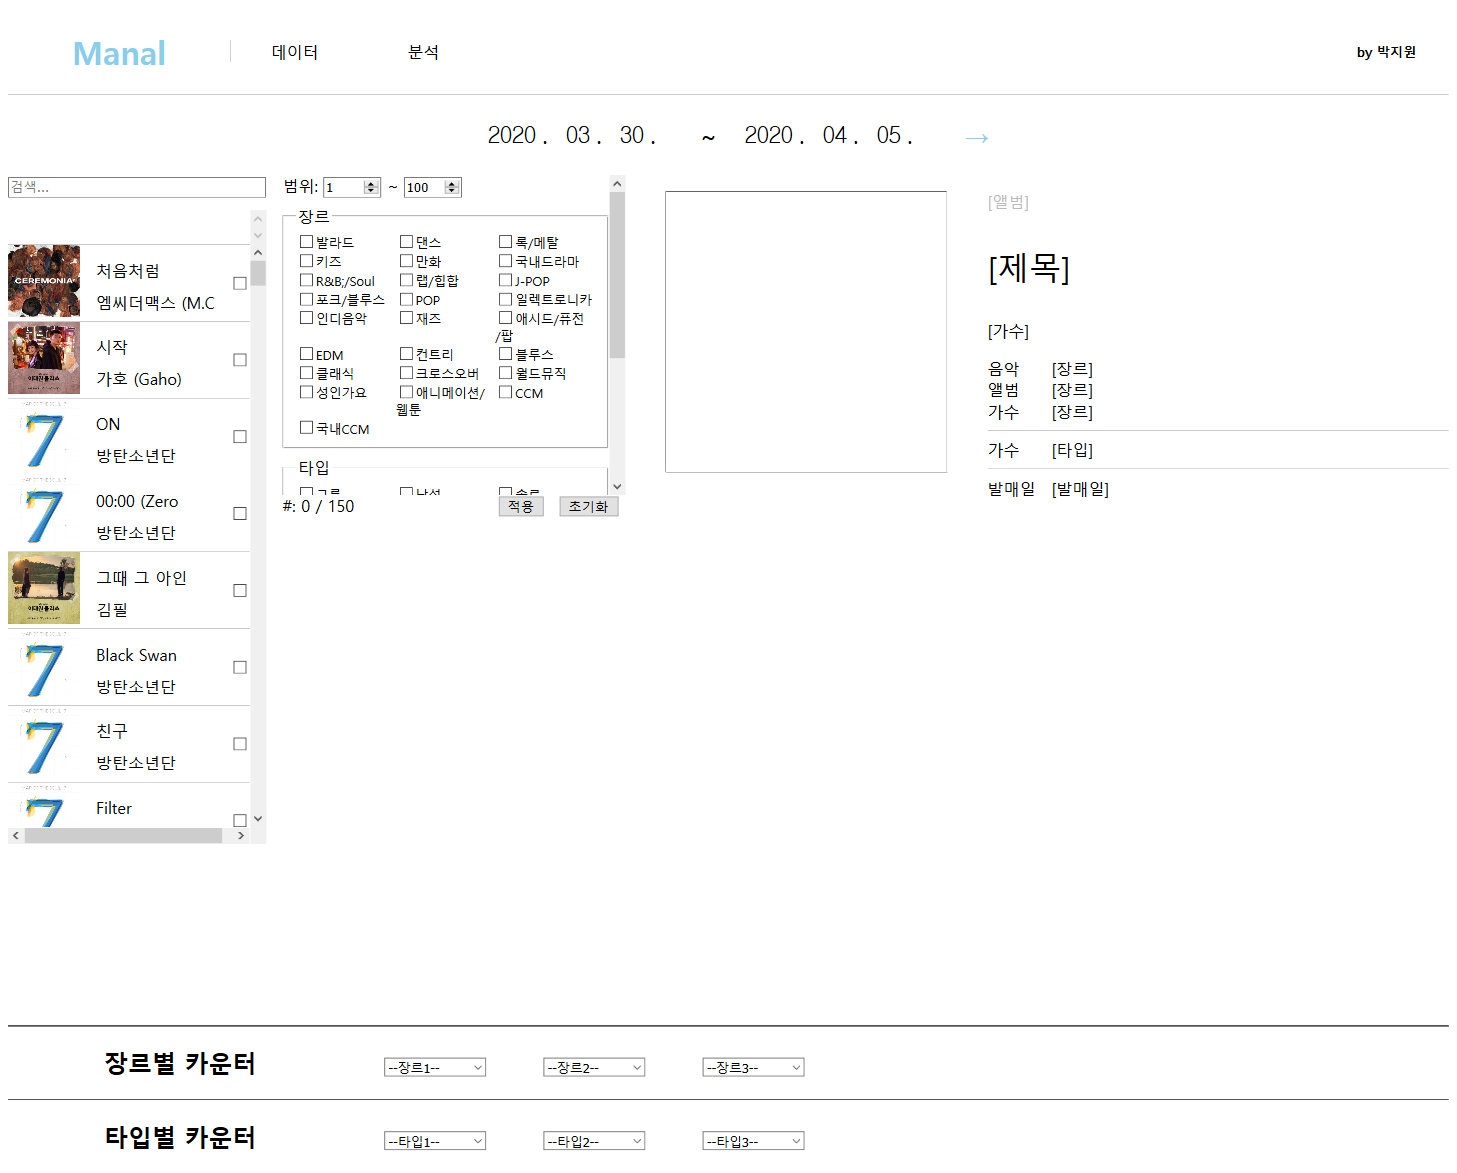 Manal
데이터
분석
by 박지원
2020. 03. 30. ~ 2020. 04. 05. →
검색...
CEREMONIA
처음처럼
엠씨더맥스 (M.C
시작
가호 (Gaho)
7
ON
방탄소년단
7
00:00 (Zero
방탄소년단
그때 그 아인
김필
7
Black Swan
방탄소년단
7
친구
방탄소년단
Filter
범위: 1 ~ 100
장르
발라드 댄스 록/메탈
키즈 만화 국내드라마
R&B;/Soul 랩/힙합 J-POP
포크/블루스 POP 일렉트로니카
인디음악 재즈 애시드/퓨전
/팝
EDM 컨트리 블루스
클래식 크로스오버 월드뮤직
성인가요 애니메이션/ CCM
웹툰
국내CCM
타입
그룹 남성 솔로
#: 0 / 150
적용
초기화
[앨범]
[제목]
[가수]
음악 [장르]
앨범 [장르]
가수 [장르]
가수 [타입]
발매일 [발매일]
장르별 카운터
--장르1--
--장르2--
--장르3--
타입별 카운터
--타입1--
--타입2--
--타입3--